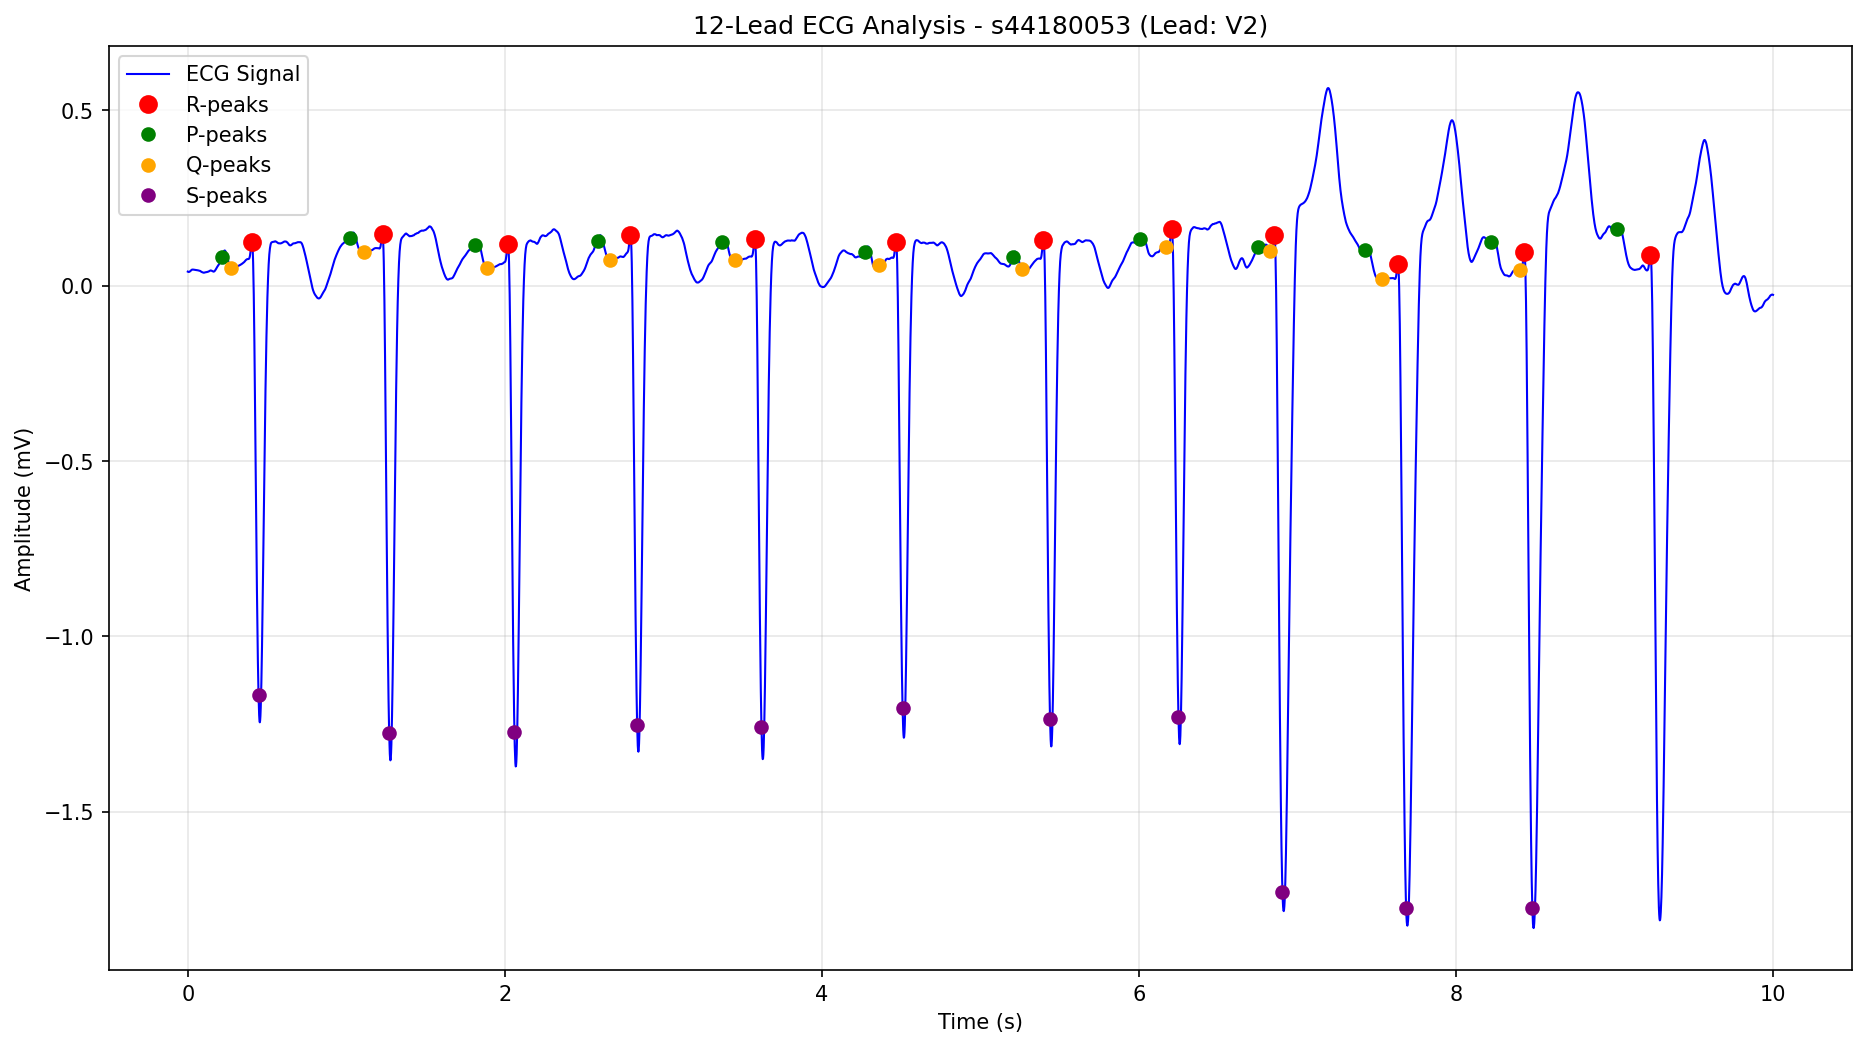 12-Lead ECG Analysis - s44180053 (Lead: V2)
ECG Signal
R-peaks
P-peaks
Q-peaks
S-peaks
0.5
0.0
−0.5
−1.0
−1.5
Amplitude (mV)
0 2 4 6 8 10
Time (s)